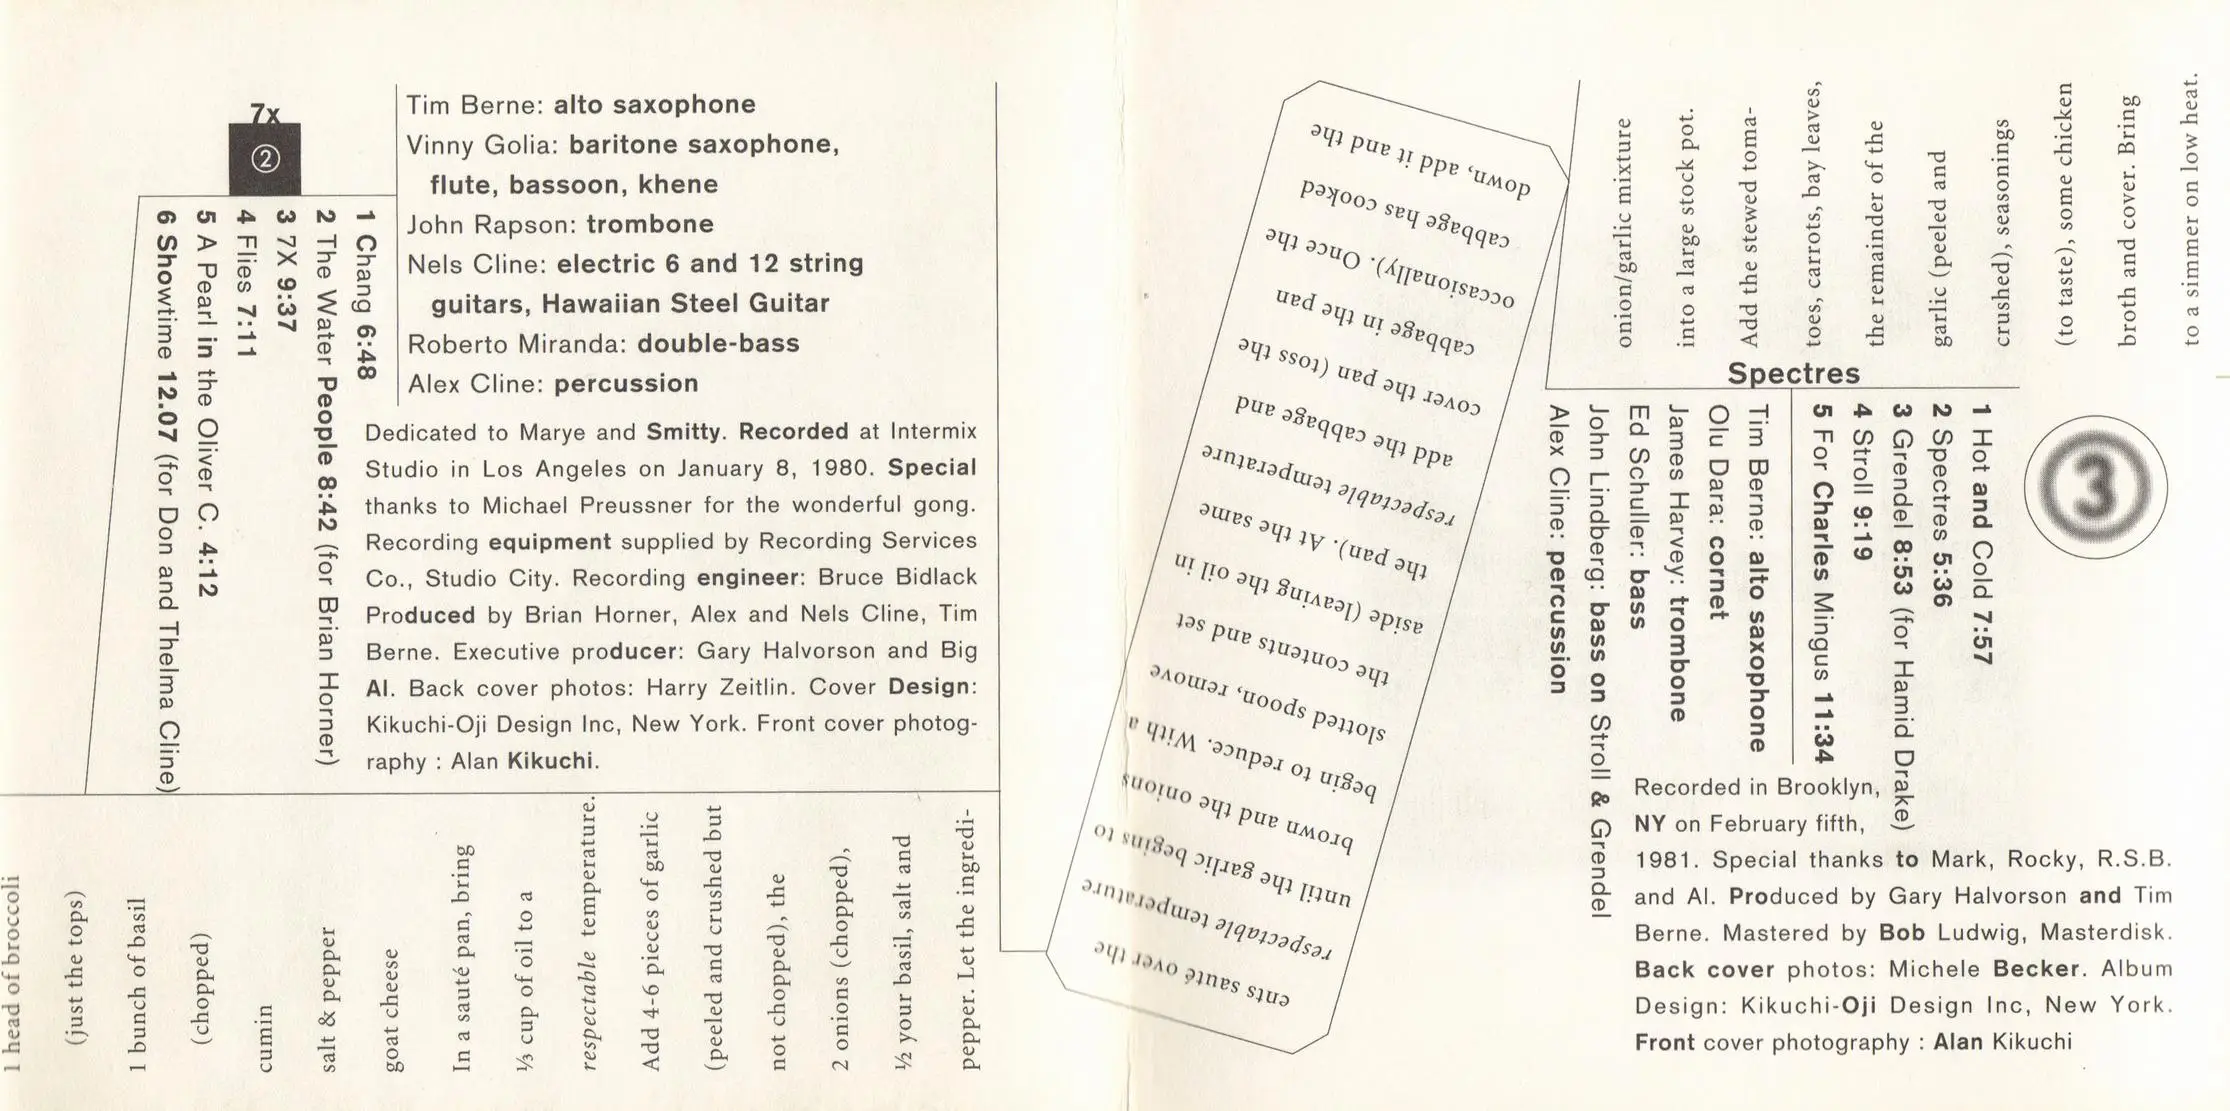 7x
②
Tim Berne: alto saxophone
Vinny Golia: baritone saxophone,
flute, bassoon, khene
John Rapson: trombone
Nels Cline: electric 6 and 12 string
guitars, Hawaiian Steel Guitar
Roberto Miranda: double-bass
Alex Cline: percussion
1 Chang 6:48
2 The Water People 8:42 (for Brian Horner)
3 7X 9:37
4 Flies 7:11
5 A Pearl in the Oliver C. 4:12
6 Showtime 12.07 (for Don and Thelma Cline)
Dedicated to Marye and Smitty. Recorded at Intermix
Studio in Los Angeles on January 8, 1980. Special
thanks to Michael Preussner for the wonderful gong.
Recording equipment supplied by Recording Services
Co., Studio City. Recording engineer: Bruce Bidlack
Produced by Brian Horner, Alex and Nels Cline, Tim
Berne. Executive producer: Gary Halvorson and Big
Al. Back cover photos: Harry Zeitlin. Cover Design:
Kikuchi-Oji Design Inc, New York. Front cover photog-
raphy : Alan Kikuchi.
1 head of broccoli
(just the tops)
1 bunch of basil
(chopped)
cumin
salt & pepper
goat cheese
In a sauté pan, bring
⅓ cup of oil to a
respectable temperature.
Add 4-6 pieces of garlic
(peeled and crushed but
not chopped), the
2 onions (chopped),
½ your basil, salt and
pepper. Let the ingredi-
ents sauté over the
respectable temperature
until the garlic begins to
brown and the onions
begin to reduce. With a
slotted spoon, remove
the contents and set
aside (leaving the oil in
the pan). At the same
respectable temperature
add the cabbage and
cover the pan (toss the
cabbage in the pan
occasionally). Once the
cabbage has cooked
down, add it and the
onion/garlic mixture
into a large stock pot.
Add the stewed toma-
toes, carrots, bay leaves,
the remainder of the
garlic (peeled and
crushed), seasonings
(to taste), some chicken
broth and cover. Bring
to a simmer on low heat.
Spectres
3
1 Hot and Cold 7:57
2 Spectres 5:36
3 Grendel 8:53 (for Hamid Drake)
4 Stroll 9:19
5 For Charles Mingus 11:34
Tim Berne: alto saxophone
Olu Dara: cornet
James Harvey: trombone
Ed Schuller: bass
John Lindberg: bass on Stroll & Grendel
Alex Cline: percussion
Recorded in Brooklyn,
NY on February fifth,
1981. Special thanks to Mark, Rocky, R.S.B.
and Al. Produced by Gary Halvorson and Tim
Berne. Mastered by Bob Ludwig, Masterdisk.
Back cover photos: Michele Becker. Album
Design: Kikuchi-Oji Design Inc, New York.
Front cover photography : Alan Kikuchi